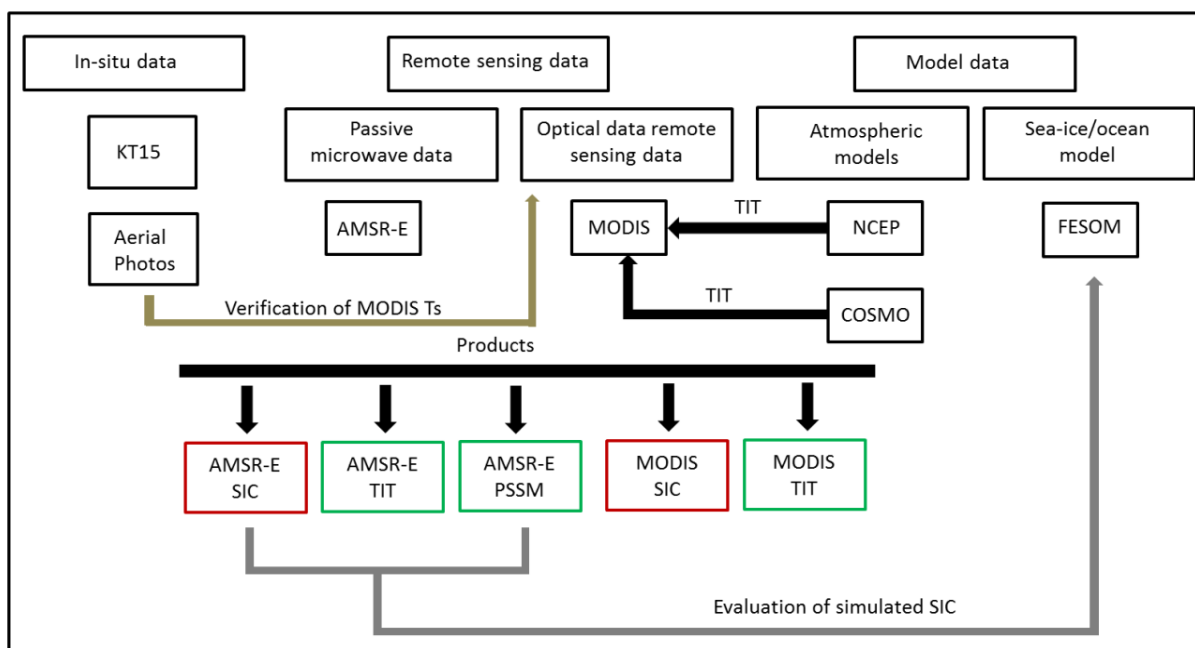 In-situ data
Remote sensing data
Model data
KT15
Passive
microwave data
Optical data remote
sensing data
Atmospheric
models
Sea-ice/ocean
model
Aerial
Photos
AMSR-E
MODIS
TIT
NCEP
FESOM
TIT
COSMO
Verification of MODIS Ts
Products
AMSR-E
SIC
AMSR-E
TIT
AMSR-E
PSSM
MODIS
SIC
MODIS
TIT
Evaluation of simulated SIC